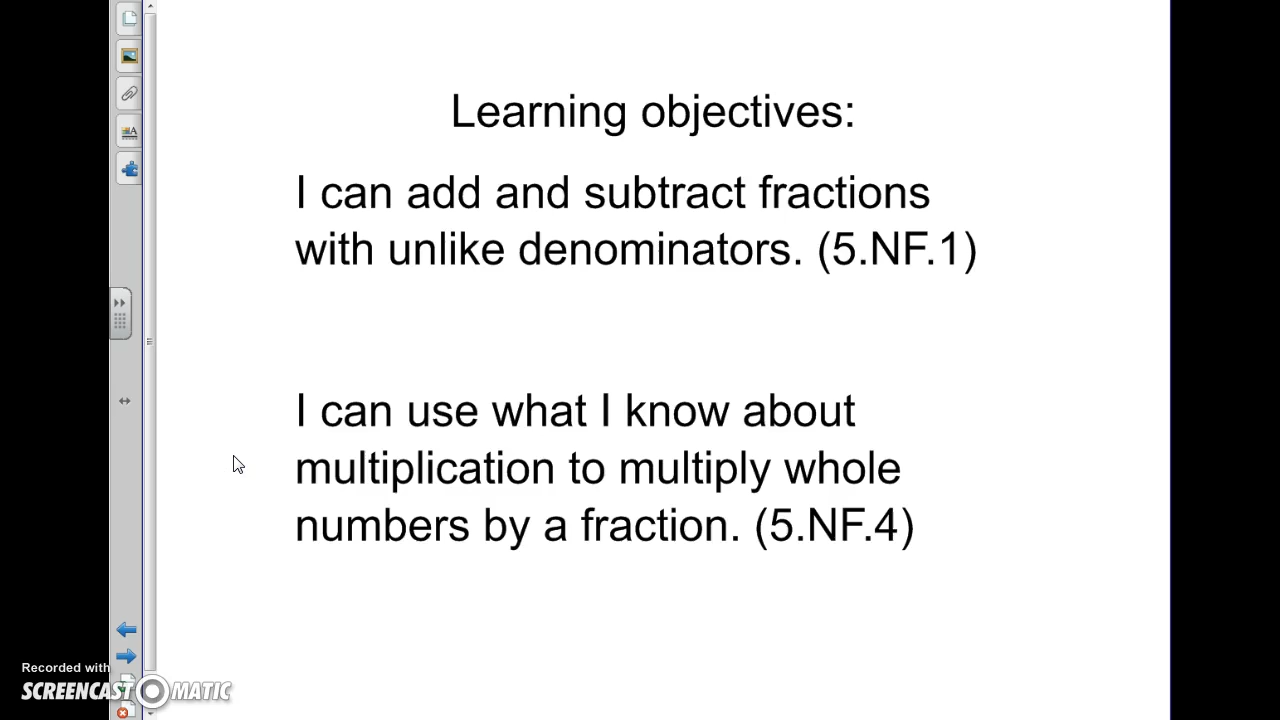 Learning objectives:
I can add and subtract fractions
with unlike denominators. (5.NF.1)
I can use what I know about
multiplication to multiply whole
numbers by a fraction. (5.NF.4)
Recorded with
SCREENCAST MATIC